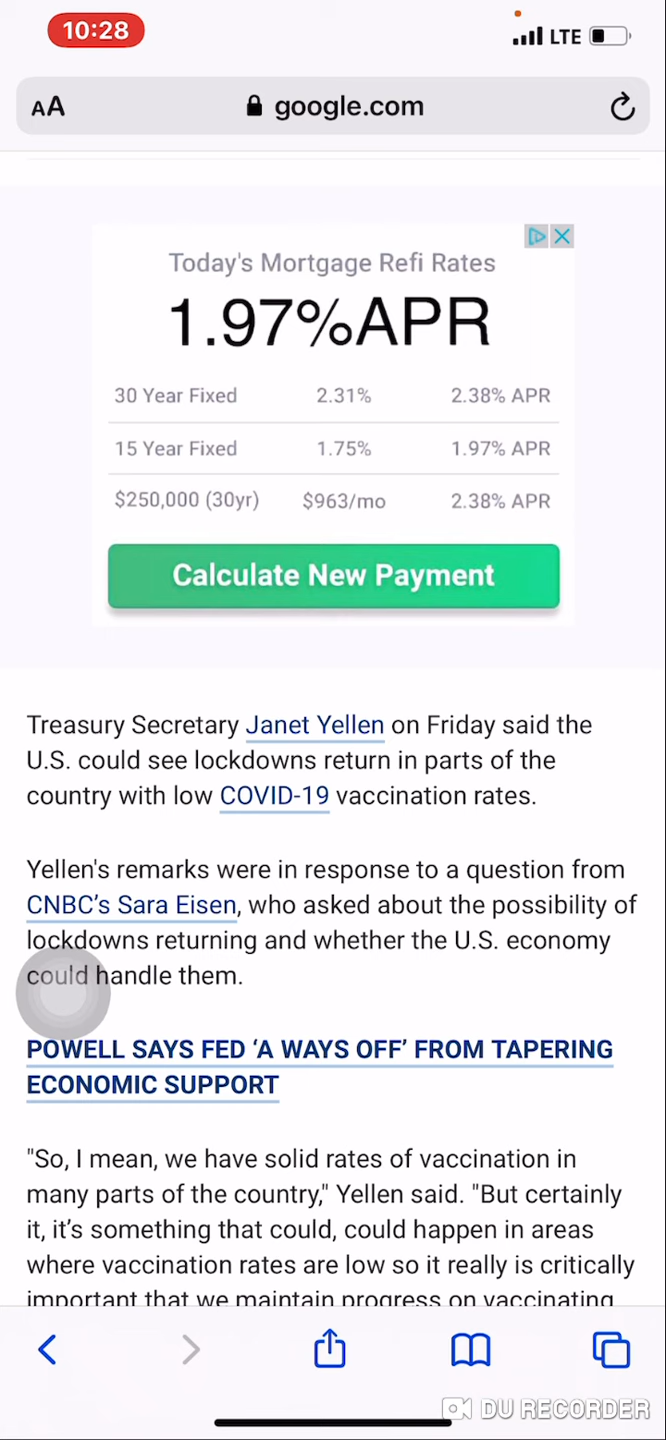 10:28
LTE
AA
google.com
Today's Mortgage Refi Rates
1.97%APR
30 Year Fixed 2.31% 2.38% APR
15 Year Fixed 1.75% 1.97% APR
$250,000 (30yr) $963/mo 2.38% APR
Calculate New Payment
Treasury Secretary Janet Yellen on Friday said the
U.S. could see lockdowns return in parts of the
country with low COVID-19 vaccination rates.
Yellen's remarks were in response to a question from
CNBC’s Sara Eisen, who asked about the possibility of
lockdowns returning and whether the U.S. economy
could handle them.
POWELL SAYS FED ‘A WAYS OFF’ FROM TAPERING
ECONOMIC SUPPORT
"So, I mean, we have solid rates of vaccination in
many parts of the country," Yellen said. "But certainly
it, it’s something that could, could happen in areas
where vaccination rates are low so it really is critically
important that we maintain progress on vaccinating
DU RECORDER